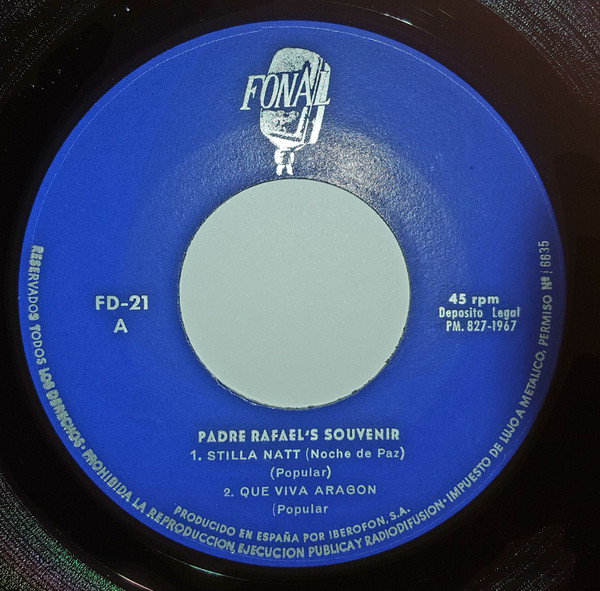 FONAL
FD-21
A
45 rpm
Deposito Legal
PM. 827-1967
PADRE RAFAEL'S SOUVENIR
1. STILLA NATT (Noche de Paz)
(Popular)
2. QUE VIVA ARAGON
(Popular
PRODUCIDO EN ESPAÑA POR IBEROFON, S.A.
RESERVADOS TODOS LOS DERECHOS · PROHIBIDA LA REPRODUCCION, EJECUCION PUBLICA Y RADIODIFUSION · IMPUESTO DE LUJO A METALICO, PERMISO Nº 6635